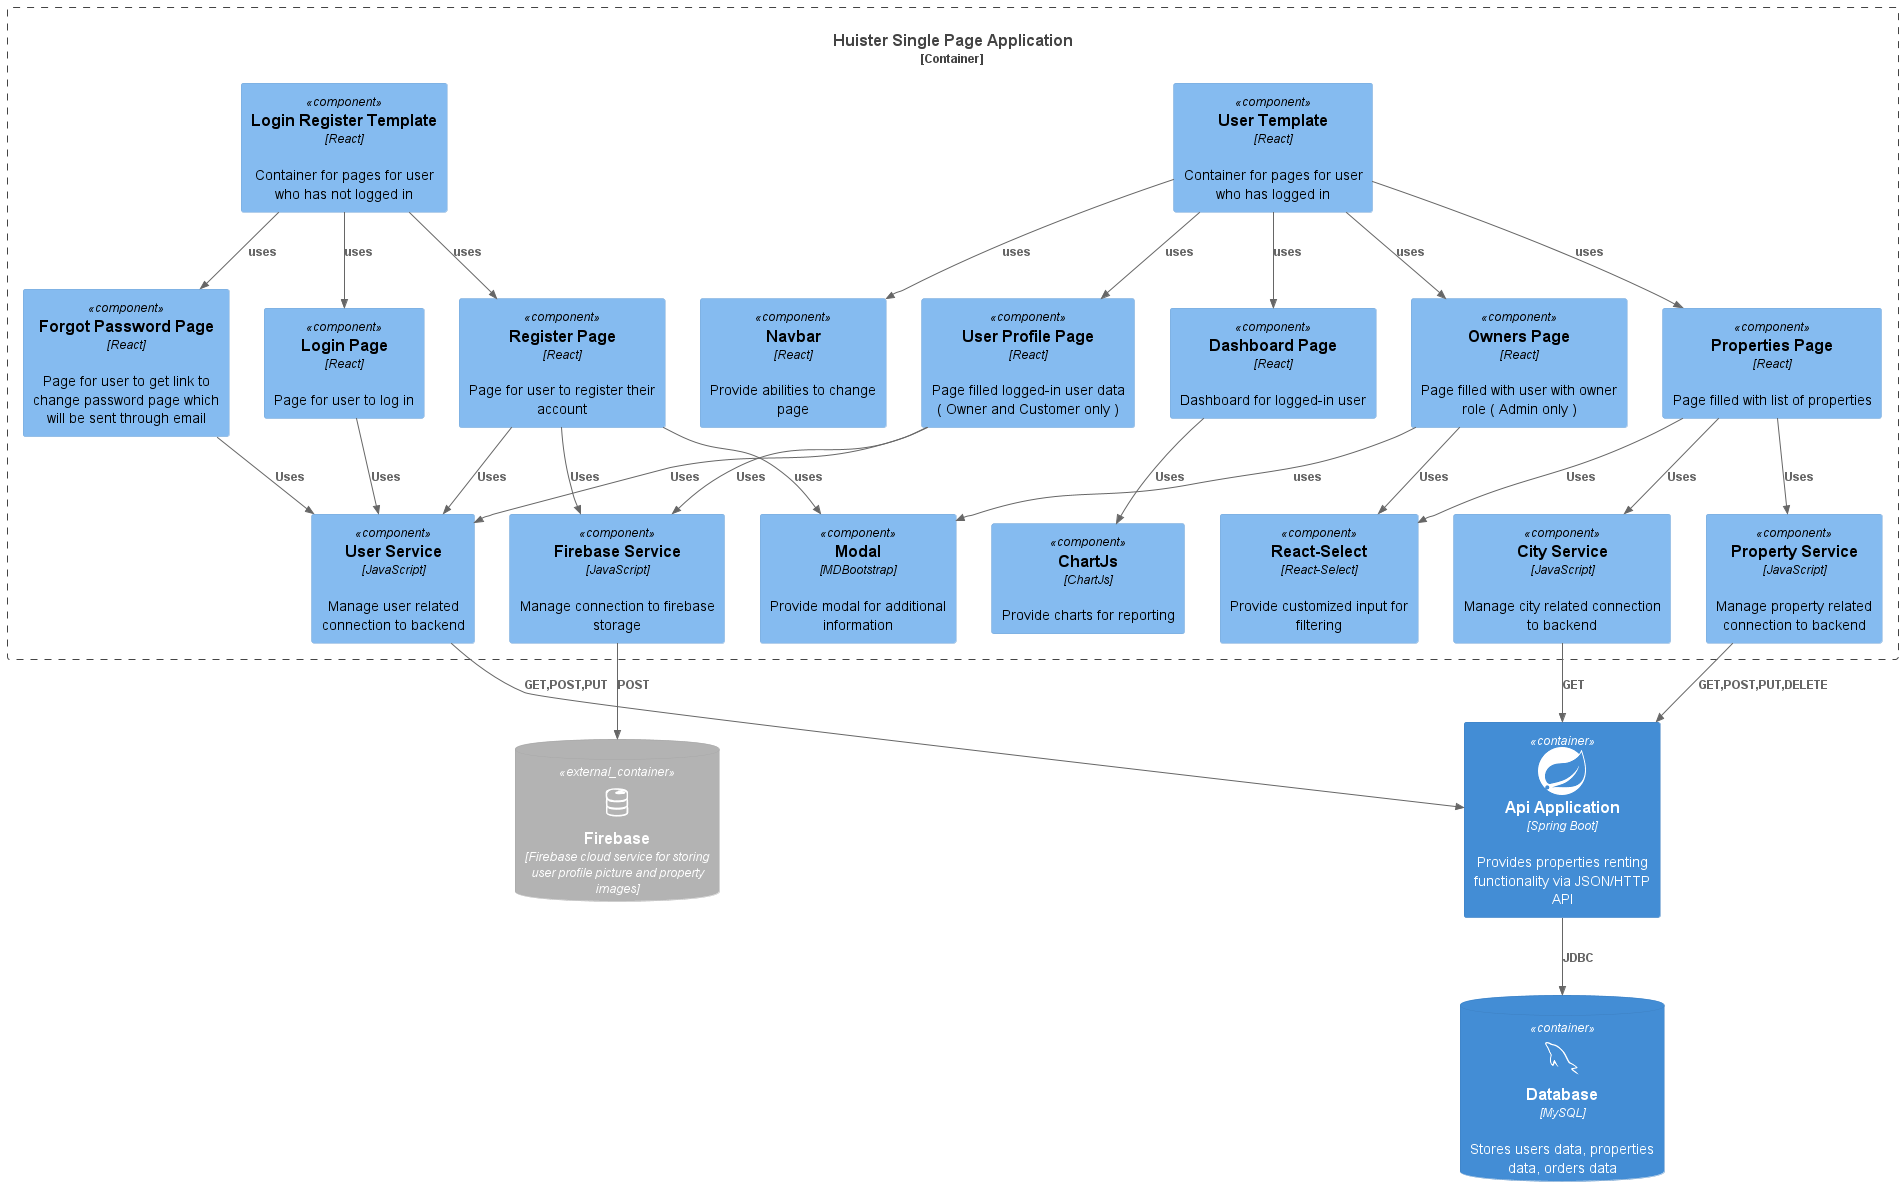 Huister Single Page Application
[Container]
«component»
Login Register Template
[React]
Container for pages for user
who has not logged in
«component»
User Template
[React]
Container for pages for user
who has logged in
uses
uses
uses
uses
uses
uses
uses
uses
«component»
Forgot Password Page
[React]
Page for user to get link to
change password page which
will be sent through email
«component»
Login Page
[React]
Page for user to log in
«component»
Register Page
[React]
Page for user to register their
account
«component»
Navbar
[React]
Provide abilities to change
page
«component»
User Profile Page
[React]
Page filled logged-in user data
( Owner and Customer only )
«component»
Dashboard Page
[React]
Dashboard for logged-in user
«component»
Owners Page
[React]
Page filled with user with owner
role ( Admin only )
«component»
Properties Page
[React]
Page filled with list of properties
Uses
Uses
Uses
Uses
Uses
Uses
uses
Uses
uses
Uses
Uses
Uses
Uses
«component»
User Service
[JavaScript]
Manage user related
connection to backend
«component»
Firebase Service
[JavaScript]
Manage connection to firebase
storage
«component»
Modal
[MDBootstrap]
Provide modal for additional
information
«component»
ChartJs
[ChartJs]
Provide charts for reporting
«component»
React-Select
[React-Select]
Provide customized input for
filtering
«component»
City Service
[JavaScript]
Manage city related connection
to backend
«component»
Property Service
[JavaScript]
Manage property related
connection to backend
GET,POST,PUT
POST
GET
GET,POST,PUT,DELETE
«external_container»
Firebase
[Firebase cloud service for storing
user profile picture and property
images]
«container»
Api Application
[Spring Boot]
Provides properties renting
functionality via JSON/HTTP
API
JDBC
«container»
Database
[MySQL]
Stores users data, properties
data, orders data